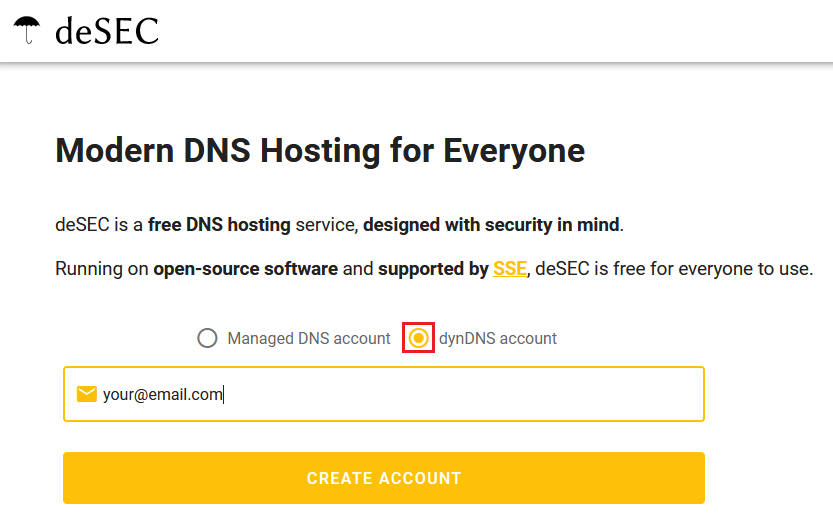 deSEC
Modern DNS Hosting for Everyone
deSEC is a free DNS hosting service, designed with security in mind.
Running on open-source software and supported by SSE, deSEC is free for everyone to use.
Managed DNS account dynDNS account
your@email.com
CREATE ACCOUNT